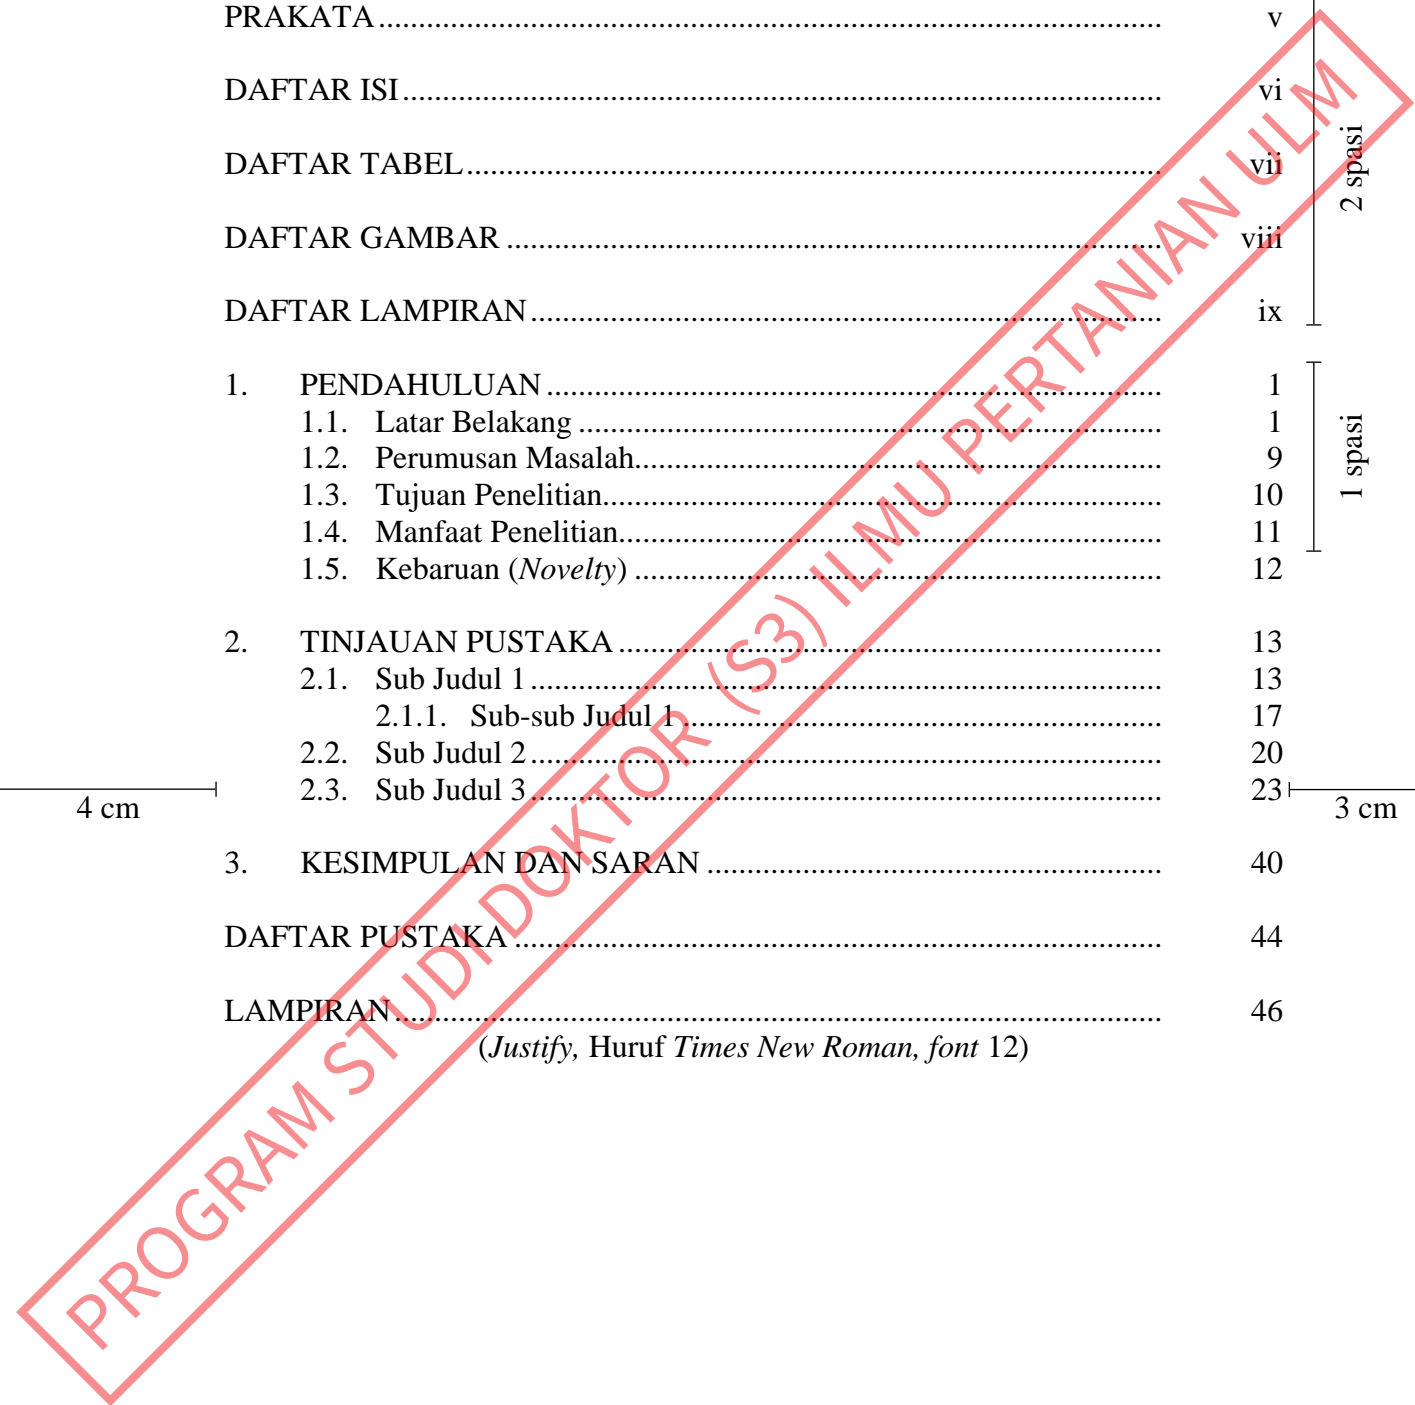 PRAKATA.................................................................................................. v
DAFTAR ISI............................................................................................... vi
DAFTAR TABEL....................................................................................... vii
DAFTAR GAMBAR .................................................................................. viii
DAFTAR LAMPIRAN............................................................................... ix
2 spasi
1. PENDAHULUAN............................................................................. 1
1.1. Latar Belakang ......................................................................... 1
1.2. Perumusan Masalah.................................................................. 9
1.3. Tujuan Penelitian...................................................................... 10
1.4. Manfaat Penelitian.................................................................... 11
1.5. Kebaruan (Novelty) .................................................................. 12
1 spasi
2. TINJAUAN PUSTAKA .................................................................... 13
2.1. Sub Judul 1............................................................................... 13
2.1.1. Sub-sub Judul 1 ............................................................ 17
2.2. Sub Judul 2............................................................................... 20
2.3. Sub Judul 3............................................................................... 23
4 cm
3 cm
3. KESIMPULAN DAN SARAN ......................................................... 40
DAFTAR PUSTAKA ................................................................................. 44
LAMPIRAN................................................................................................ 46
(Justify, Huruf Times New Roman, font 12)
PROGRAM STUDI DOKTOR (S3) ILMU PERTANIAN ULM